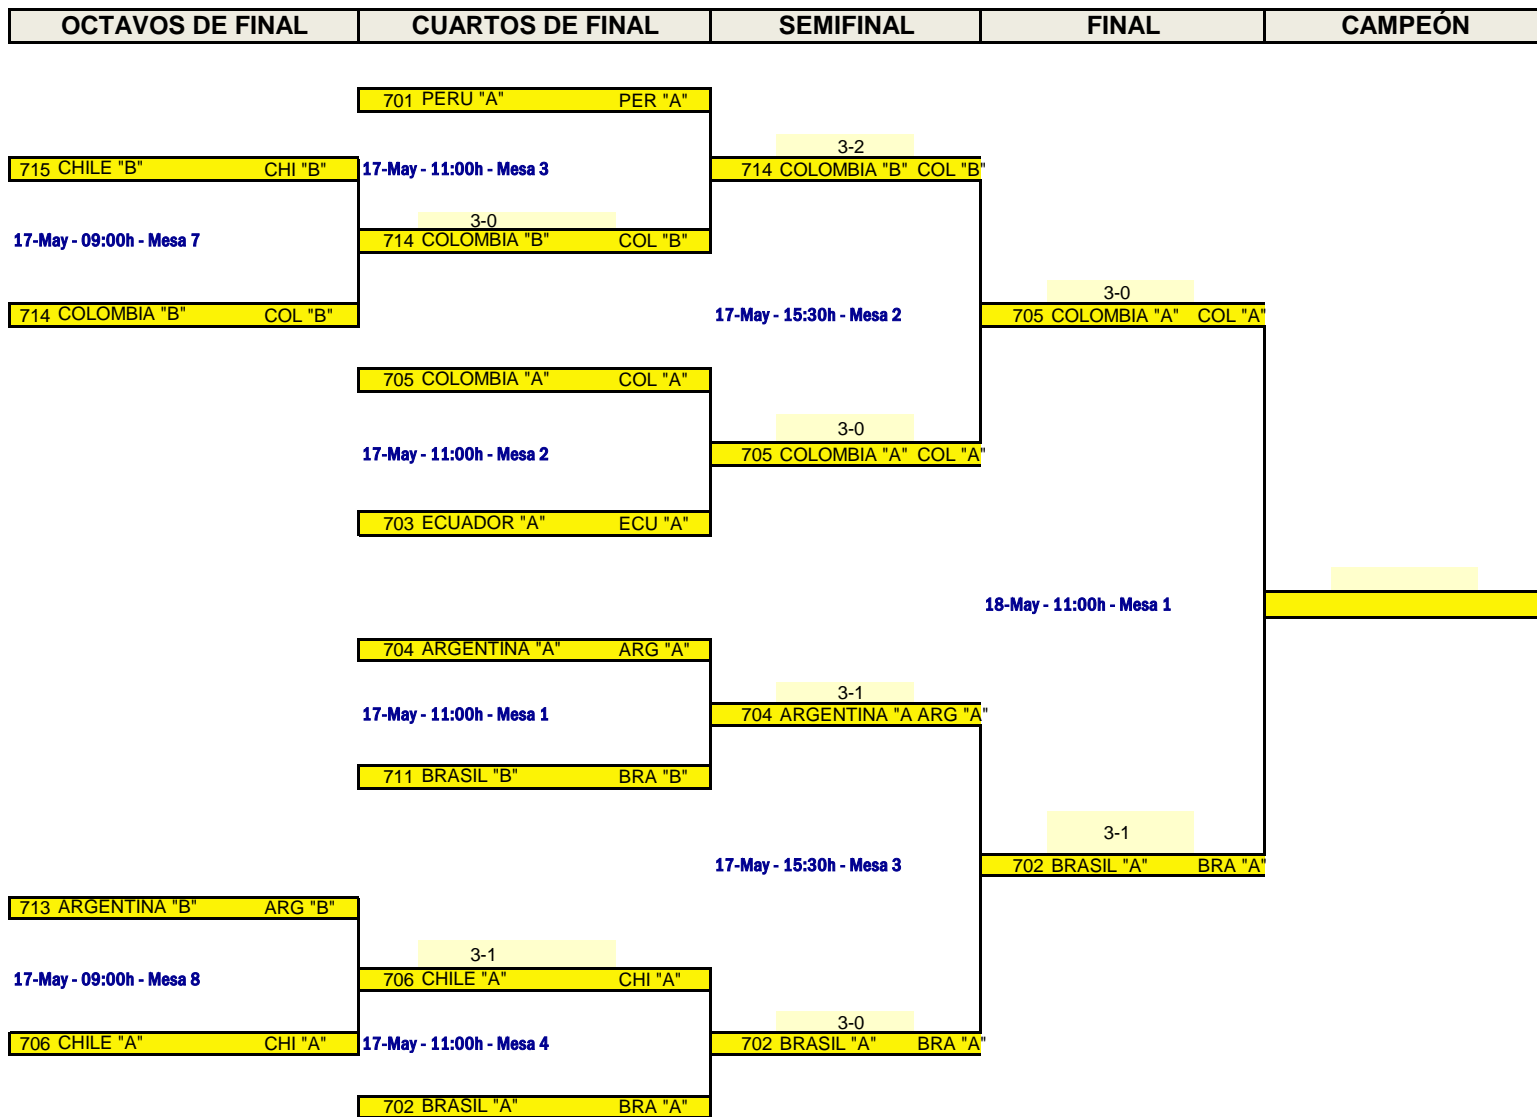 OCTAVOS DE FINAL CUARTOS DE FINAL SEMIFINAL FINAL CAMPEÓN
701 PERU "A" PER "A"
3-2
715 CHILE "B" CHI "B" 17-May - 11:00h - Mesa 3 714 COLOMBIA "B" COL "B"
3-0
17-May - 09:00h - Mesa 7 714 COLOMBIA "B" COL "B"
3-0
714 COLOMBIA "B" COL "B" 17-May - 15:30h - Mesa 2 705 COLOMBIA "A" COL "A"
705 COLOMBIA "A" COL "A"
3-0
17-May - 11:00h - Mesa 2 705 COLOMBIA "A" COL "A"
703 ECUADOR "A" ECU "A"
18-May - 11:00h - Mesa 1
704 ARGENTINA "A" ARG "A"
3-1
17-May - 11:00h - Mesa 1 704 ARGENTINA "A ARG "A"
711 BRASIL "B" BRA "B"
3-1
17-May - 15:30h - Mesa 3 702 BRASIL "A" BRA "A"
713 ARGENTINA "B" ARG "B"
3-1
17-May - 09:00h - Mesa 8 706 CHILE "A" CHI "A"
3-0
706 CHILE "A" CHI "A" 17-May - 11:00h - Mesa 4 702 BRASIL "A" BRA "A"
702 BRASIL "A" BRA "A"